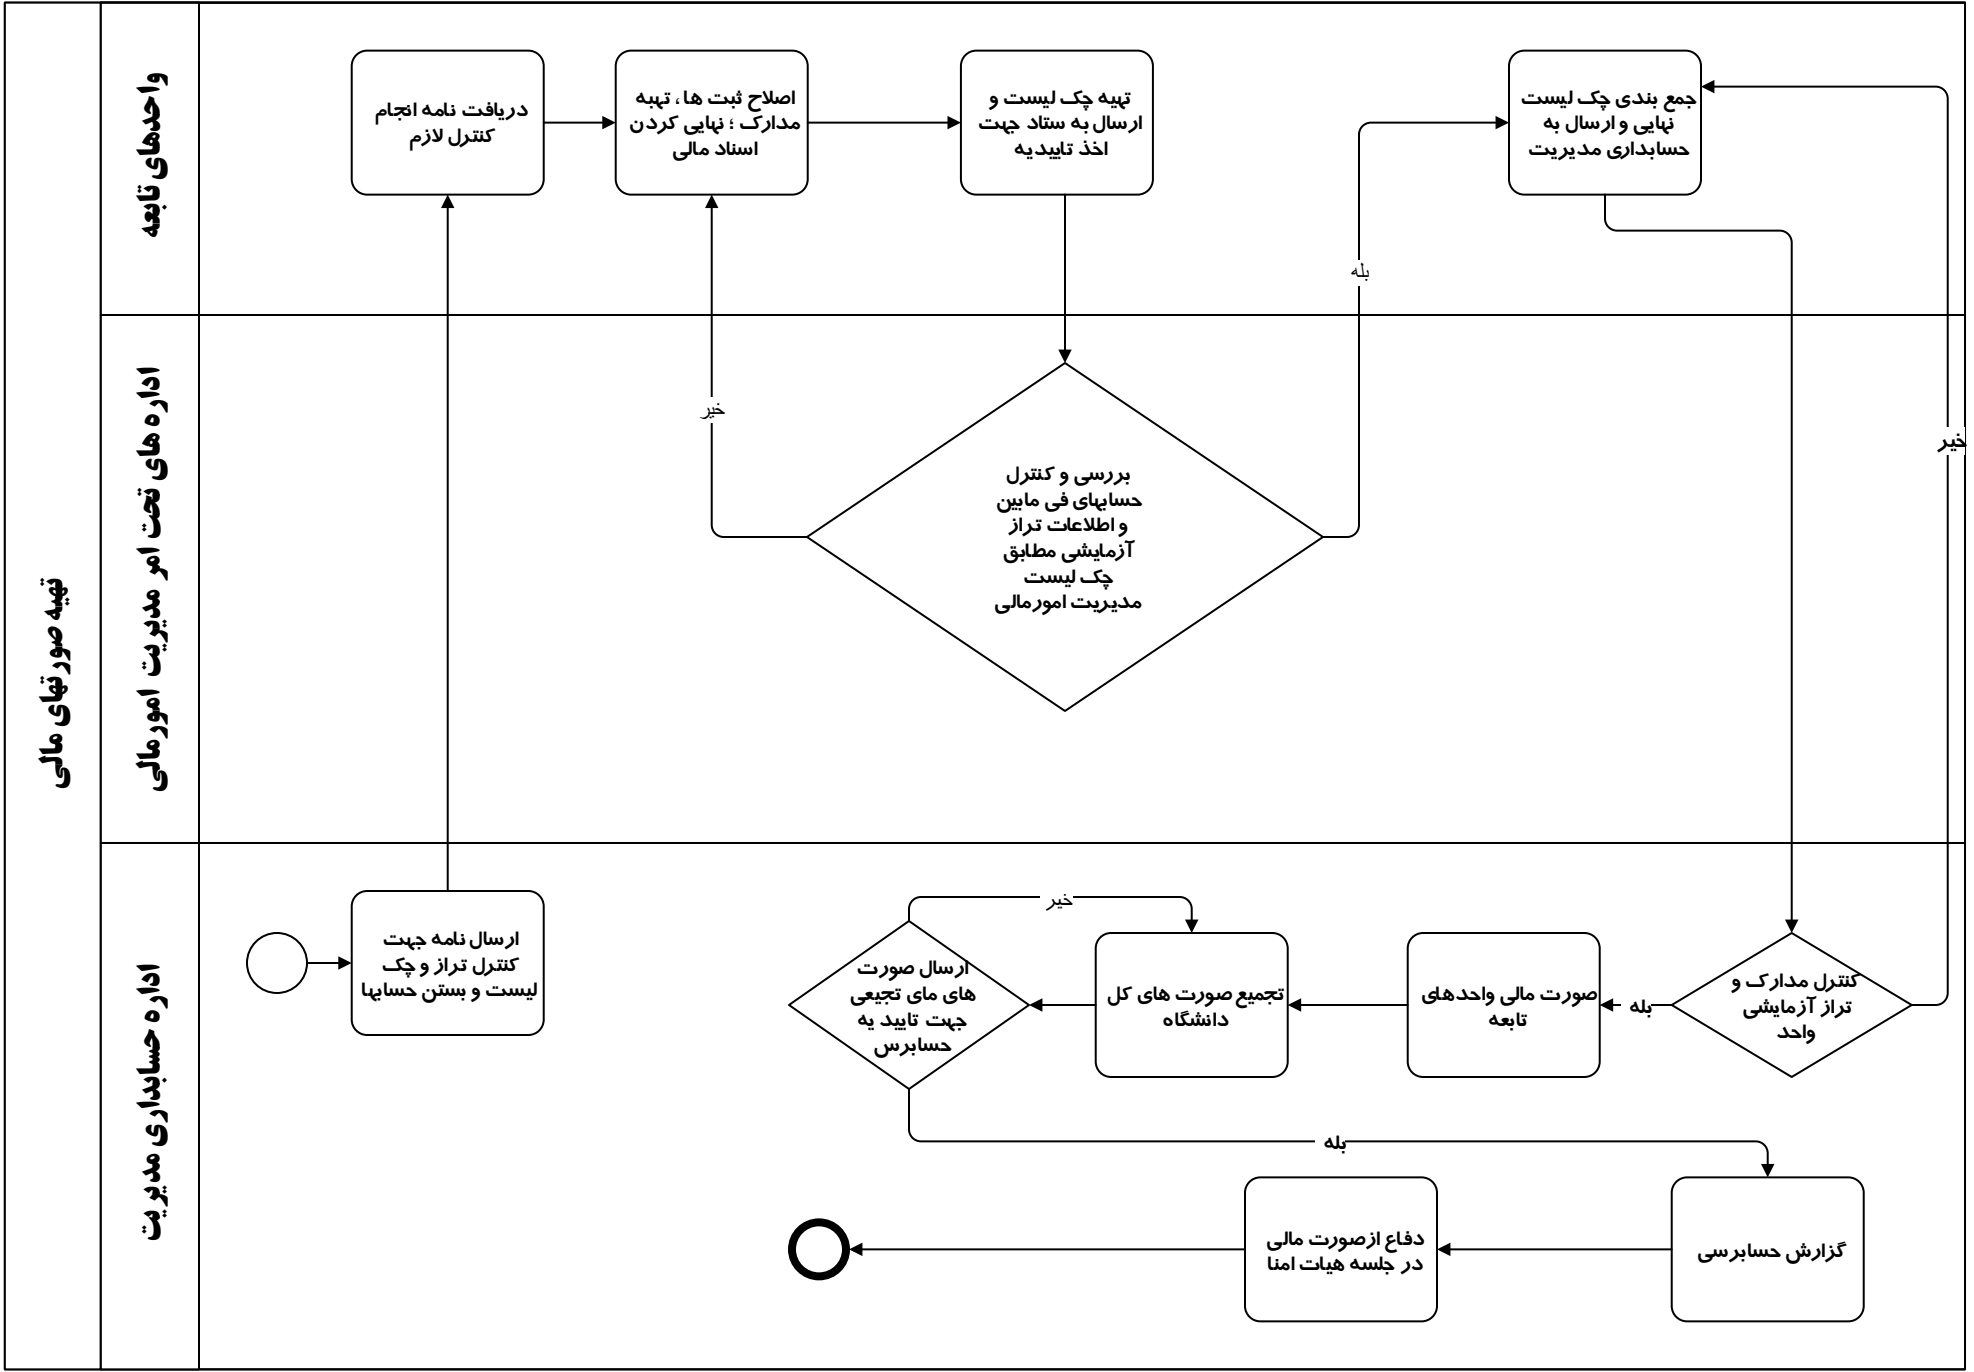 تهیه صورتهای مالی
واحدهای تابعه
دریافت نامه انجام
کنترل لازم
اصلاح ثبت ها ، تهبه
مدارک ؛ نهایی کردن
اسناد مالی
تهیه چک لیست و
ارسال به ستاد جهت
اخذ تاییدیه
جمع بندی چک لیست
نهایی و ارسال به
حسابداری مدیریت
بله
اداره های تحت امر مدیریت امورمالی
خیر
بررسی و کنترل
حسابهای فی مابین
و اطلاعات تراز
آزمایشی مطابق
چک لیست
مدیریت امورمالی
خیر
اداره حسابداری مدیریت
ارسال نامه جهت
کنترل تراز و چک
لیست و بستن حسابها
خیر
ارسال صورت
های مای تجیعی
جهت تایید یه
حسابرس
تجمیع صورت های کل
دانشگاه
صورت مالی واحدهای
تابعه
بله
کنترل مدارک و
تراز آزمایشی
واحد
بله
گزارش حسابرسی
دفاع ازصورت مالی
در جلسه هیات امنا